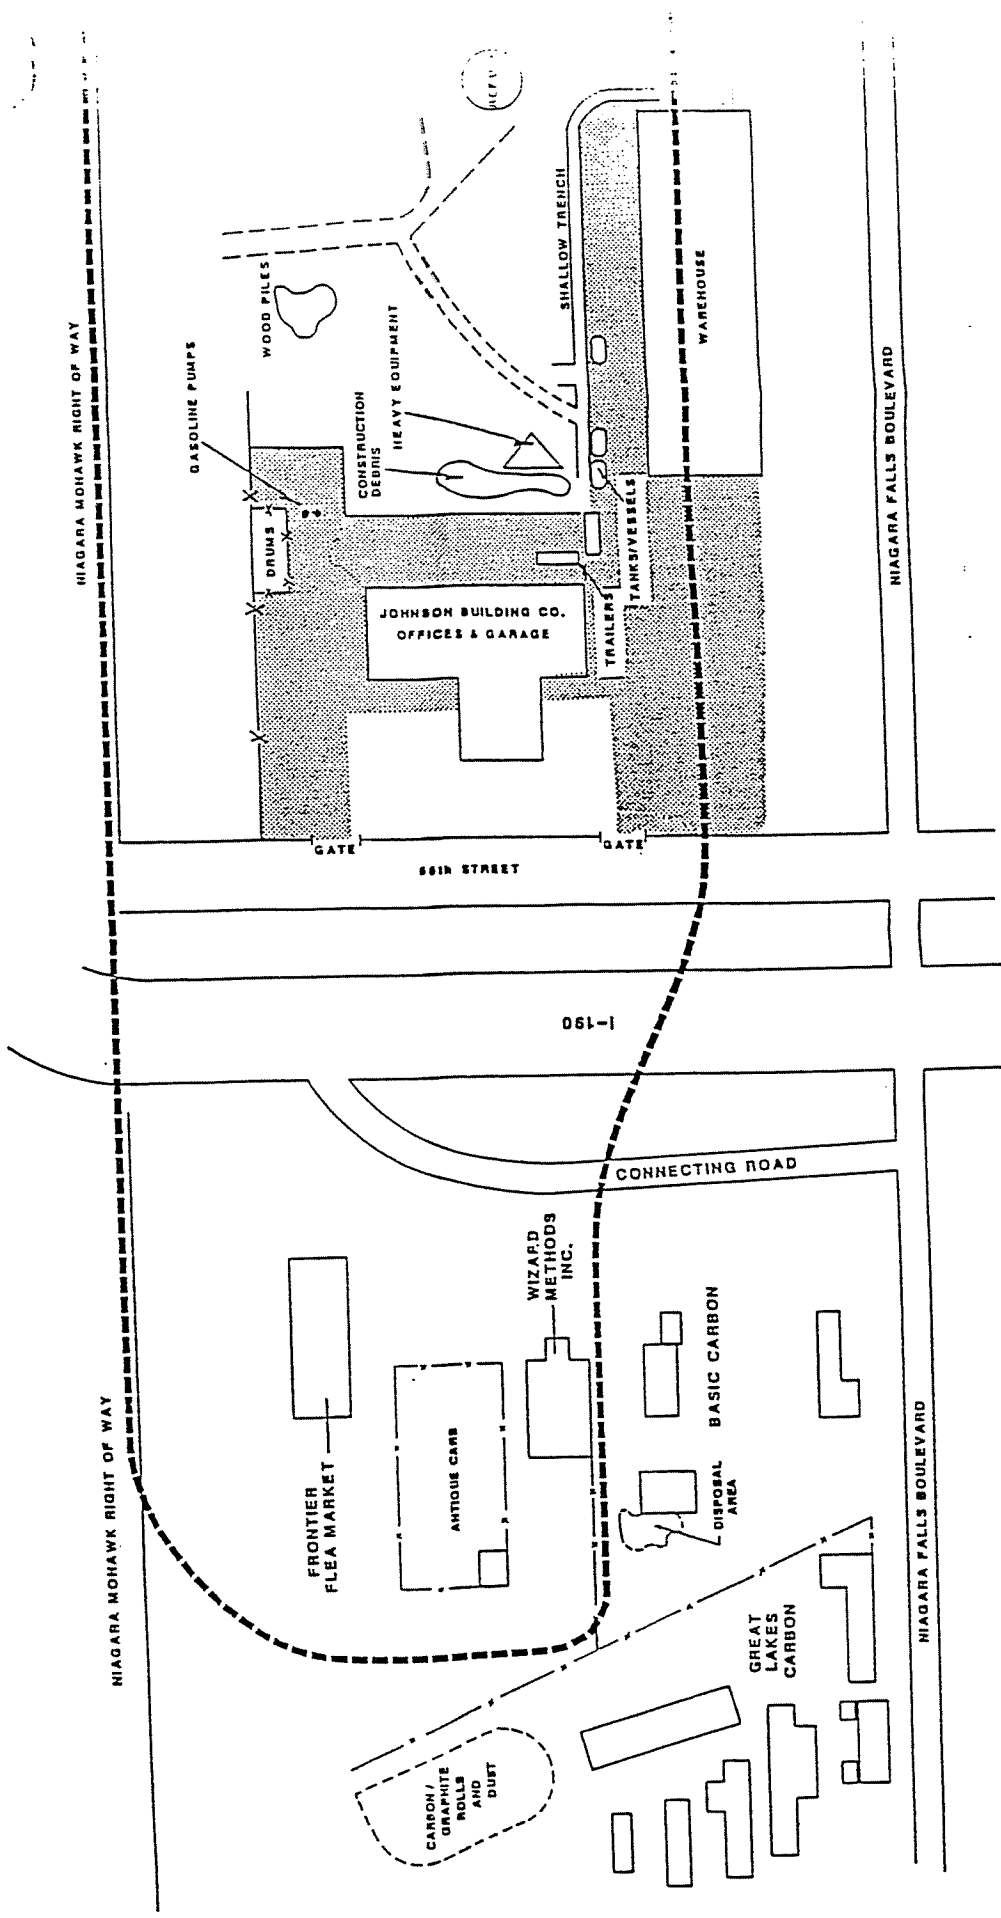 NIAGARA MOHAWK RIGHT OF WAY
WOOD PILES
GASOLINE PUMPS
SHALLOW TRENCH
HEAVY EQUIPMENT
CONSTRUCTION
DEBRIS
WAREHOUSE
NIAGARA FALLS BOULEVARD
DRUMS
JOHNSON BUILDING CO.
OFFICES & GARAGE
TRAILERS
TANKS/VESSELS
GATE
GATE
56th STREET
I-190
CONNECTING ROAD
NIAGARA MOHAWK RIGHT OF WAY
FRONTIER
FLEA MARKET
ANTIQUE CARS
WIZARD
METHODS
INC.
BASIC CARBON
DISPOSAL
AREA
NIAGARA FALLS BOULEVARD
GREAT
LAKES
CARBON
CARBON/
GRAPHITE
ROLLS
AND
DUST